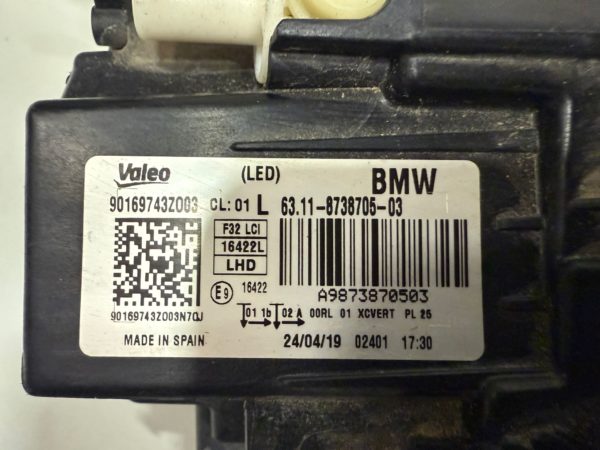 Valeo (LED) BMW
90169743Z003 CL: 01 L 63.11-8738705-03
F32 LCI
16422L
LHD
E9 16422
A9873870503
90169743Z003N7QJ
01 1b 02 A 00RL 01 XCVERT PL 25
MADE IN SPAIN 24/04/19 02401 17:30